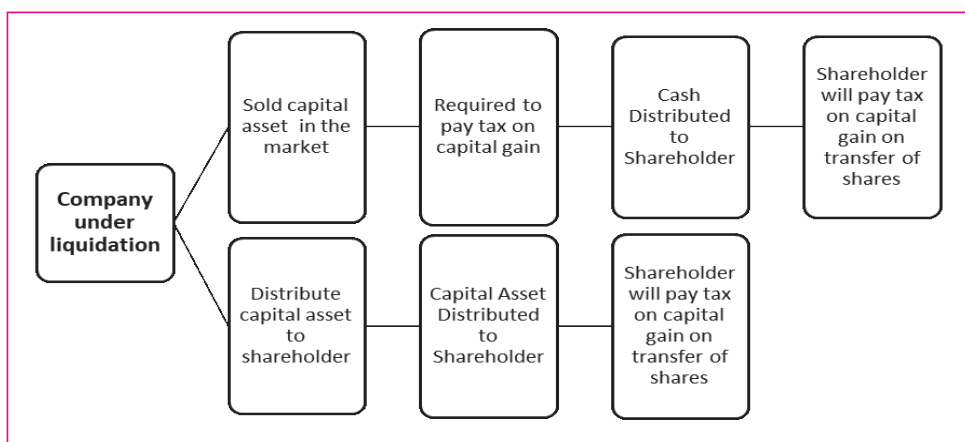 Company
under
liquidation
Sold capital
asset in the
market
Required to
pay tax on
capital gain
Cash
Distributed
to
Shareholder
Shareholder
will pay tax
on capital
gain on
transfer of
shares
Distribute
capital asset
to
shareholder
Capital Asset
Distributed
to
Shareholder
Shareholder
will pay tax
on capital
gain on
transfer of
shares